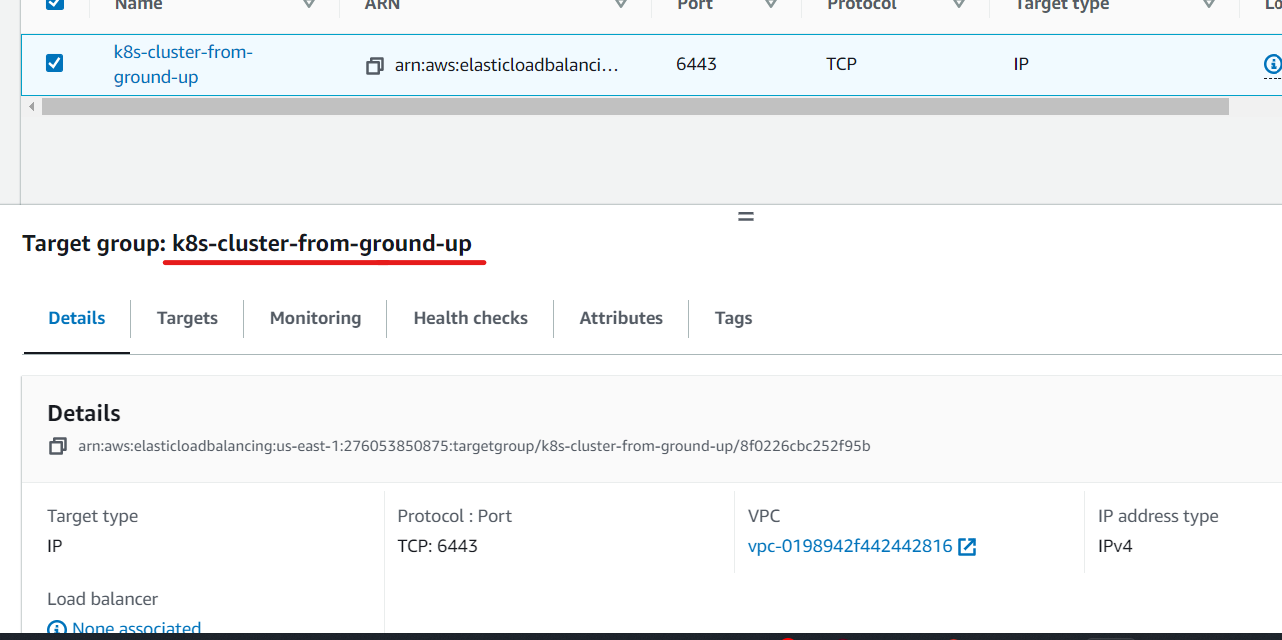 Name ARN Port Protocol Target type Lo
k8s-cluster-from-
ground-up
arn:aws:elasticloadbalanci... 6443 TCP IP
Target group: k8s-cluster-from-ground-up
Details Targets Monitoring Health checks Attributes Tags
Details
arn:aws:elasticloadbalancing:us-east-1:276053850875:targetgroup/k8s-cluster-from-ground-up/8f0226cbc252f95b
Target type Protocol : Port VPC IP address type
IP TCP: 6443 vpc-0198942f442442816 IPv4
Load balancer
None associated